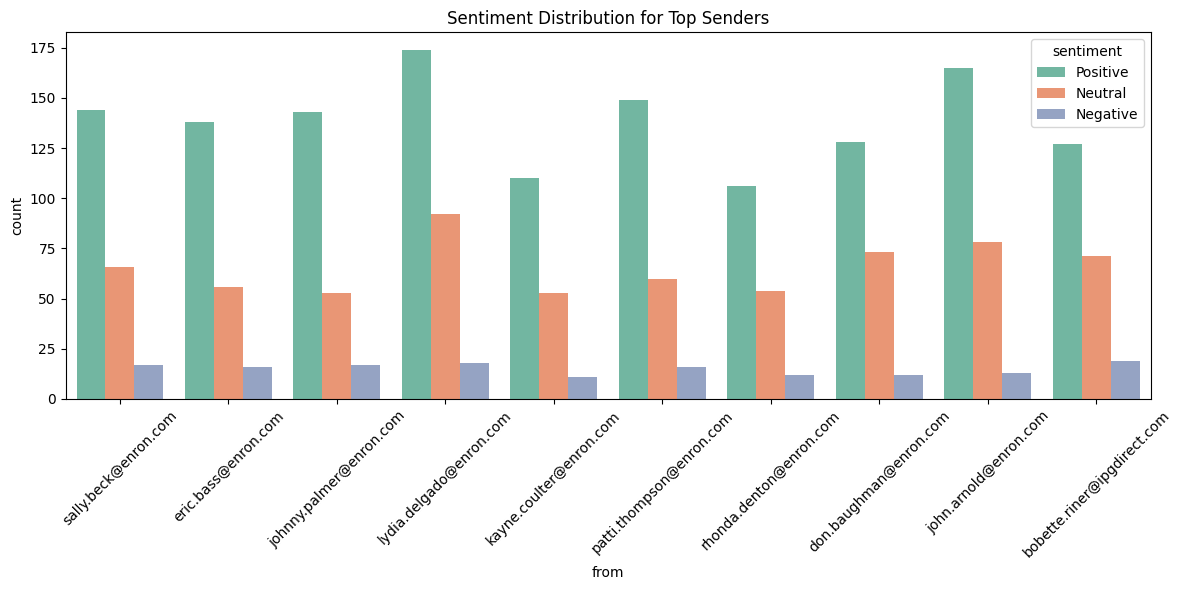 Sentiment Distribution for Top Senders
sentiment
Positive
Neutral
Negative
count
175
150
125
100
75
50
25
0
sally.beck@enron.com
eric.bass@enron.com
johnny.palmer@enron.com
lydia.delgado@enron.com
kayne.coulter@enron.com
patti.thompson@enron.com
rhonda.denton@enron.com
don.baughman@enron.com
john.arnold@enron.com
bobette.riner@ipgdirect.com
from